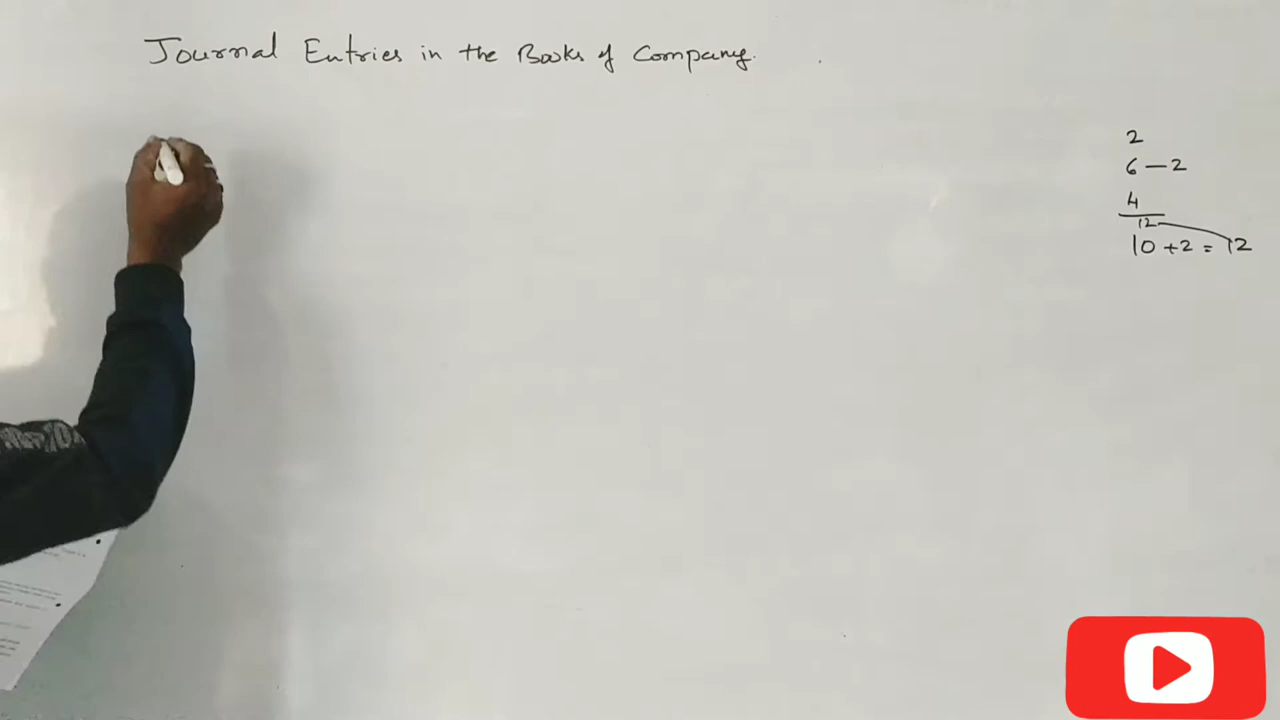 Journal Entries in the Books of Company.
2
6 - 2
4
12
10 + 2 = 12